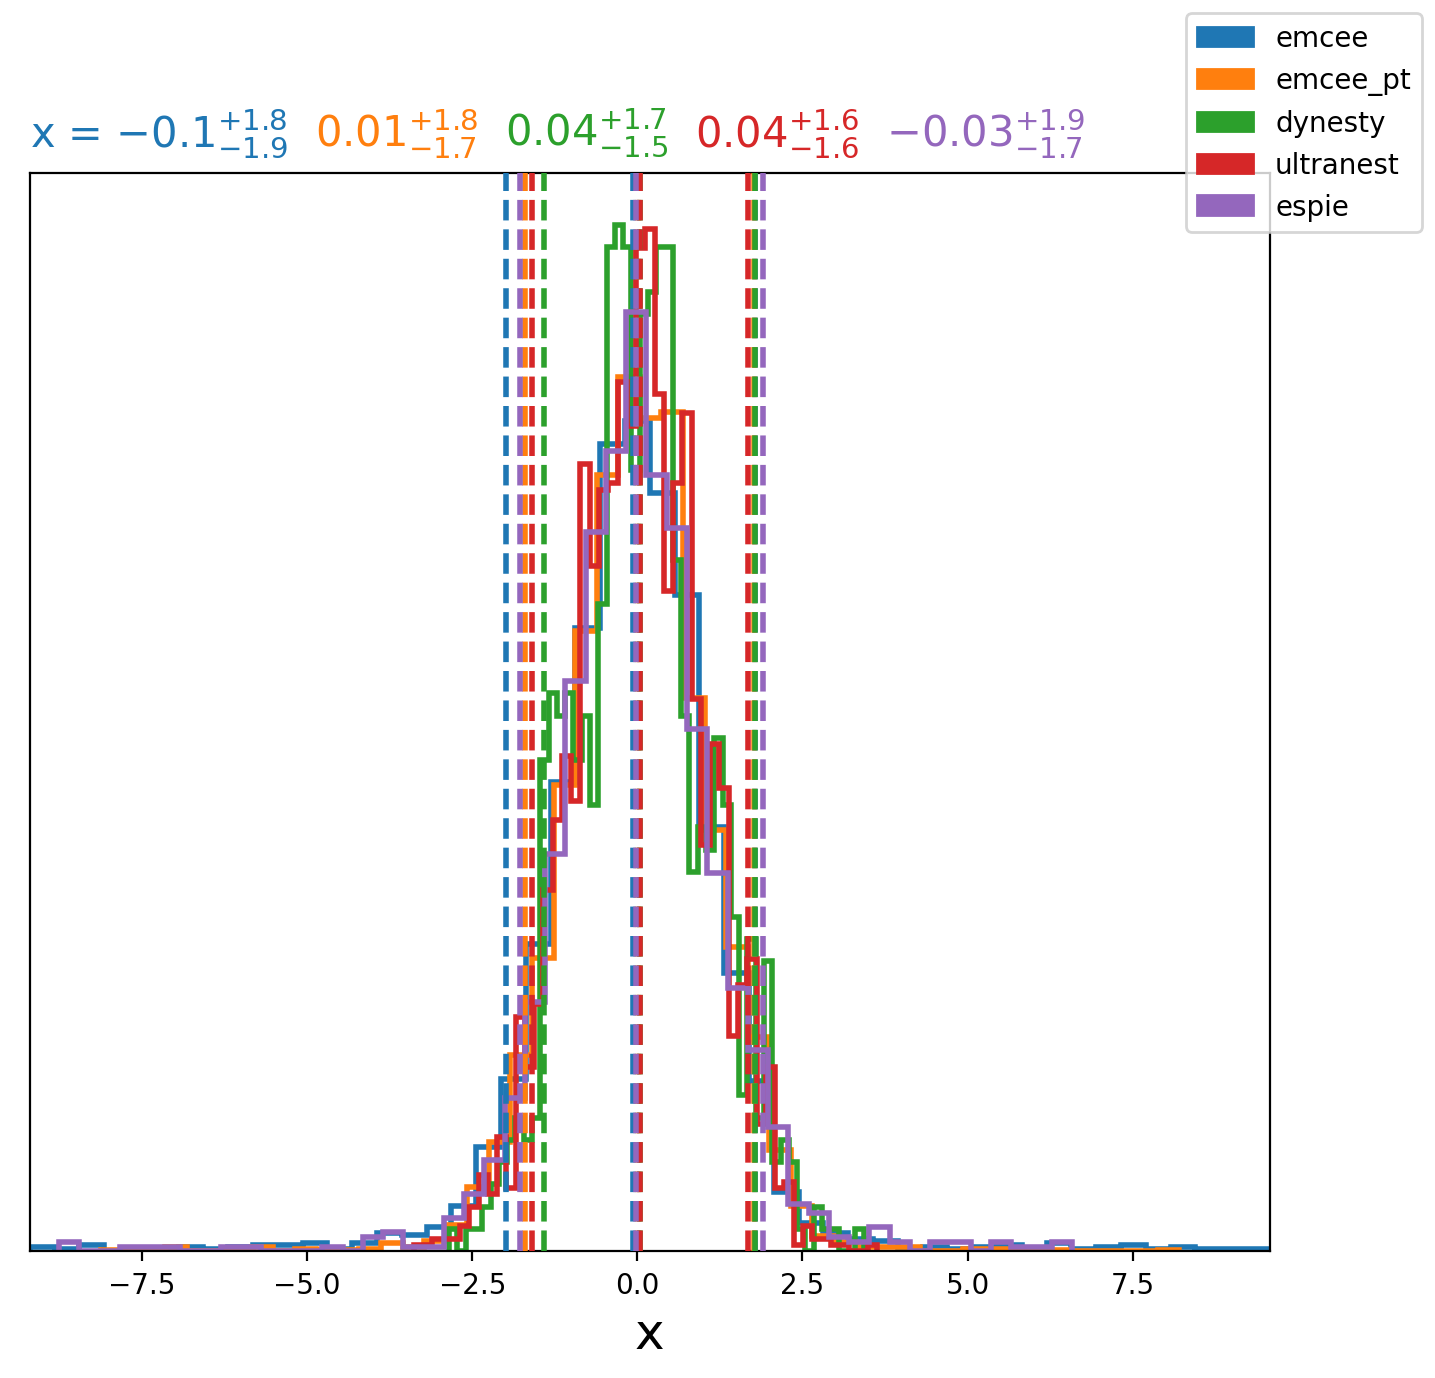 emcee
emcee_pt
dynesty
ultranest
espie
x = −0.1+1.8−1.9 0.01+1.8−1.7 0.04+1.7−1.5 0.04+1.6−1.6 −0.03+1.9−1.7
−7.5 −5.0 −2.5 0.0 2.5 5.0 7.5
x